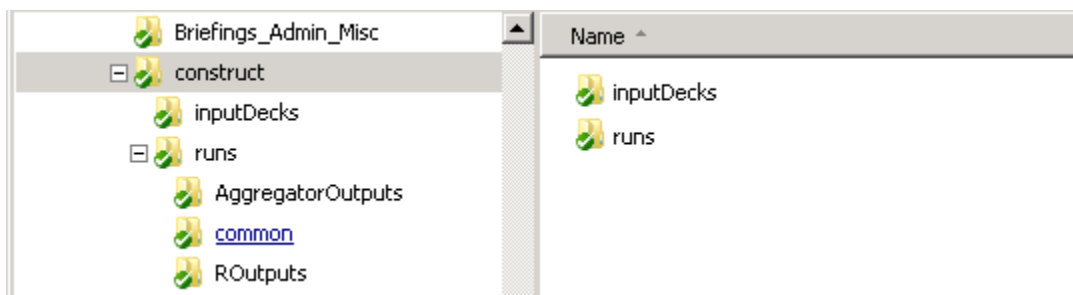 Briefings_Admin_Misc
construct
inputDecks
runs
AggregatorOutputs
common
ROutputs
Name
inputDecks
runs